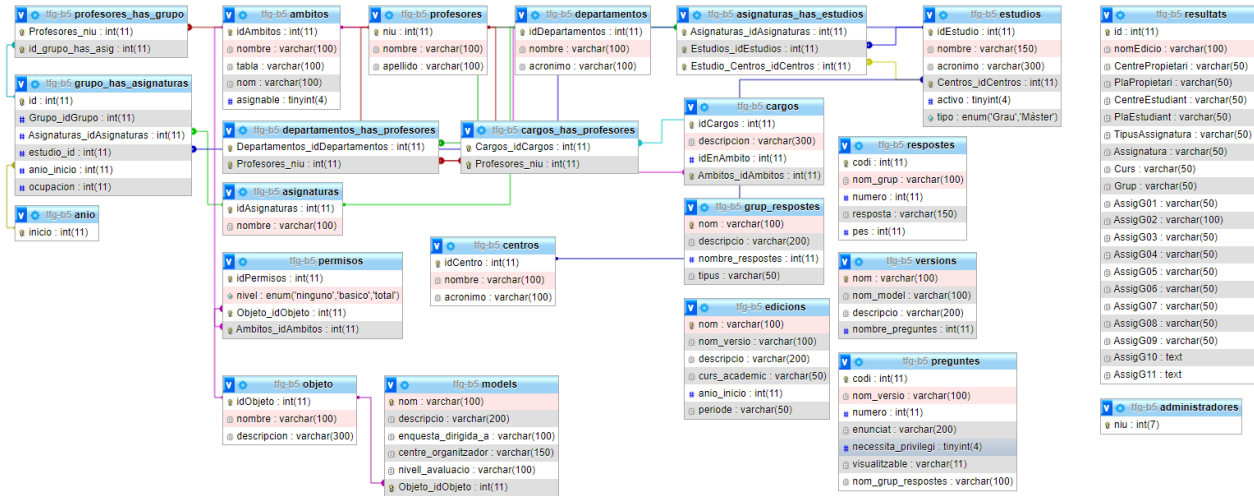 tfg-b5 profesores_has_grupo
Profesores_niu : int(11)
id_grupo_has_asig : int(11)
tfg-b5 grupo_has_asignaturas
id : int(11)
Grupo_idGrupo : int(11)
Asignaturas_idAsignaturas : int(11)
estudio_id : int(11)
anio_inicio : int(11)
ocupacion : int(11)
tfg-b5 anio
inicio : int(11)
tfg-b5 ambitos
idAmbitos : int(11)
nombre : varchar(100)
tabla : varchar(100)
nom : varchar(100)
asignable : tinyint(4)
tfg-b5 departamentos_has_profesores
Departamentos_idDepartamentos : int(11)
Profesores_niu : int(11)
tfg-b5 asignaturas
idAsignaturas : int(11)
nombre : varchar(100)
tfg-b5 permisos
idPermisos : int(11)
nivel : enum('ninguno','basico','total')
Objeto_idObjeto : int(11)
Ambitos_idAmbitos : int(11)
tfg-b5 objeto
idObjeto : int(11)
nombre : varchar(100)
descripcion : varchar(300)
tfg-b5 profesores
niu : int(11)
nombre : varchar(100)
apellido : varchar(100)
tfg-b5 departamentos
idDepartamentos : int(11)
nombre : varchar(100)
acronimo : varchar(100)
tfg-b5 cargos_has_profesores
Cargos_idCargos : int(11)
Profesores_niu : int(11)
tfg-b5 centros
idCentro : int(11)
nombre : varchar(100)
acronimo : varchar(100)
tfg-b5 models
nom : varchar(100)
descripcio : varchar(200)
enquesta_dirigida_a : varchar(100)
centre_organitzador : varchar(150)
nivell_avaluacio : varchar(100)
Objeto_idObjeto : int(11)
tfg-b5 asignaturas_has_estudios
Asignaturas_idAsignaturas : int(11)
Estudios_idEstudios : int(11)
Estudio_Centros_idCentros : int(11)
tfg-b5 cargos
idCargos : int(11)
descripcion : varchar(300)
idEnAmbito : int(11)
Ambitos_idAmbitos : int(11)
tfg-b5 grup_respostes
nom : varchar(100)
descripcio : varchar(200)
nombre_respostes : int(11)
tipus : varchar(50)
tfg-b5 edicions
nom : varchar(100)
nom_versio : varchar(100)
descripcio : varchar(200)
curs_academic : varchar(50)
anio_inicio : int(11)
periode : varchar(50)
tfg-b5 estudios
idEstudio : int(11)
nombre : varchar(150)
acronimo : varchar(300)
Centros_idCentros : int(11)
activo : tinyint(4)
tipo : enum('Grau','Máster')
tfg-b5 respostes
codi : int(11)
nom_grup : varchar(100)
numero : int(11)
resposta : varchar(150)
pes : int(11)
tfg-b5 versions
nom : varchar(100)
nom_model : varchar(100)
descripcio : varchar(200)
nombre_preguntes : int(11)
tfg-b5 preguntes
codi : int(11)
nom_versio : varchar(100)
numero : int(11)
enunciat : varchar(200)
necessita_privilegi : tinyint(4)
visualitzable : varchar(11)
nom_grup_respostes : varchar(100)
tfg-b5 resultats
id : int(11)
nomEdicio : varchar(100)
CentrePropietari : varchar(50)
PlaPropietari : varchar(50)
CentreEstudiant : varchar(50)
PlaEstudiant : varchar(50)
TipusAssignatura : varchar(50)
Assignatura : varchar(50)
Curs : varchar(50)
Grup : varchar(50)
AssigG01 : varchar(50)
AssigG02 : varchar(100)
AssigG03 : varchar(50)
AssigG04 : varchar(50)
AssigG05 : varchar(50)
AssigG06 : varchar(50)
AssigG07 : varchar(50)
AssigG08 : varchar(50)
AssigG09 : varchar(50)
AssigG10 : text
AssigG11 : text
tfg-b5 administradores
niu : int(7)